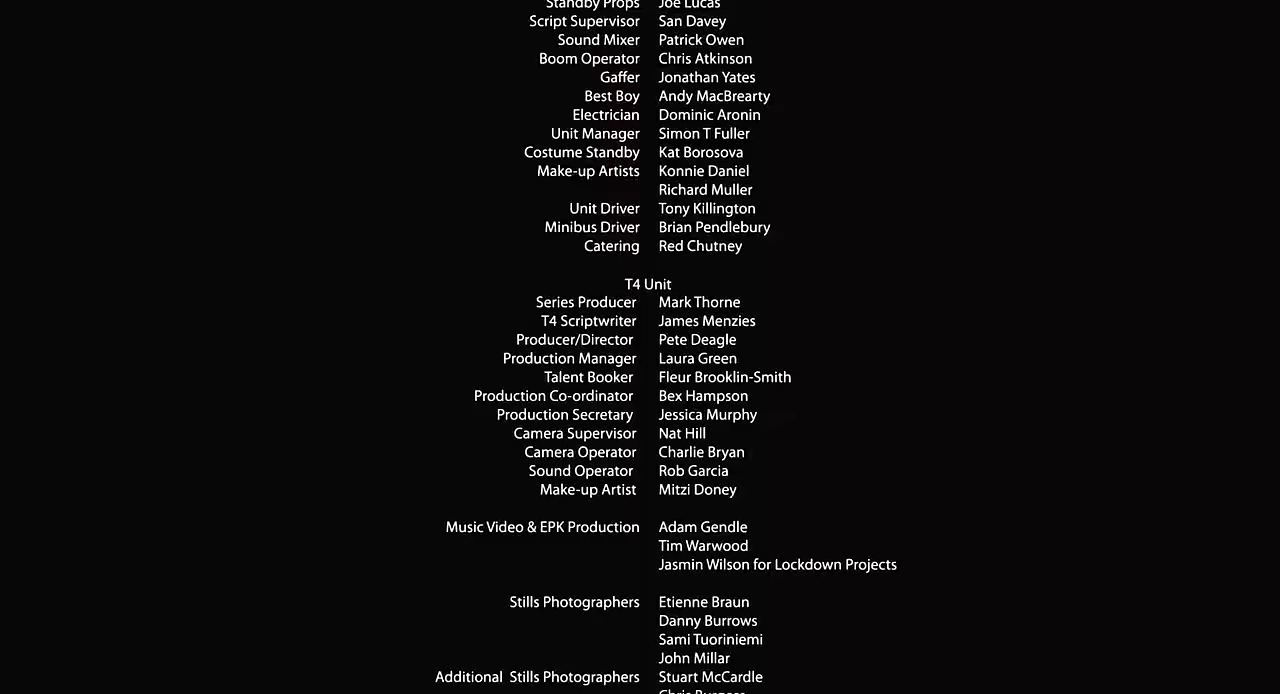 Standby Props Joe Lucas
Script Supervisor San Davey
Sound Mixer Patrick Owen
Boom Operator Chris Atkinson
Gaffer Jonathan Yates
Best Boy Andy MacBrearty
Electrician Dominic Aronin
Unit Manager Simon T Fuller
Costume Standby Kat Borosova
Make-up Artists Konnie Daniel
Richard Muller
Unit Driver Tony Killington
Minibus Driver Brian Pendlebury
Catering Red Chutney
T4 Unit
Series Producer Mark Thorne
T4 Scriptwriter James Menzies
Producer/Director Pete Deagle
Production Manager Laura Green
Talent Booker Fleur Brooklin-Smith
Production Co-ordinator Bex Hampson
Production Secretary Jessica Murphy
Camera Supervisor Nat Hill
Camera Operator Charlie Bryan
Sound Operator Rob Garcia
Make-up Artist Mitzi Doney
Music Video & EPK Production Adam Gendle
Tim Warwood
Jasmin Wilson for Lockdown Projects
Stills Photographers Etienne Braun
Danny Burrows
Sami Tuoriniemi
John Millar
Additional Stills Photographers Stuart McCardle